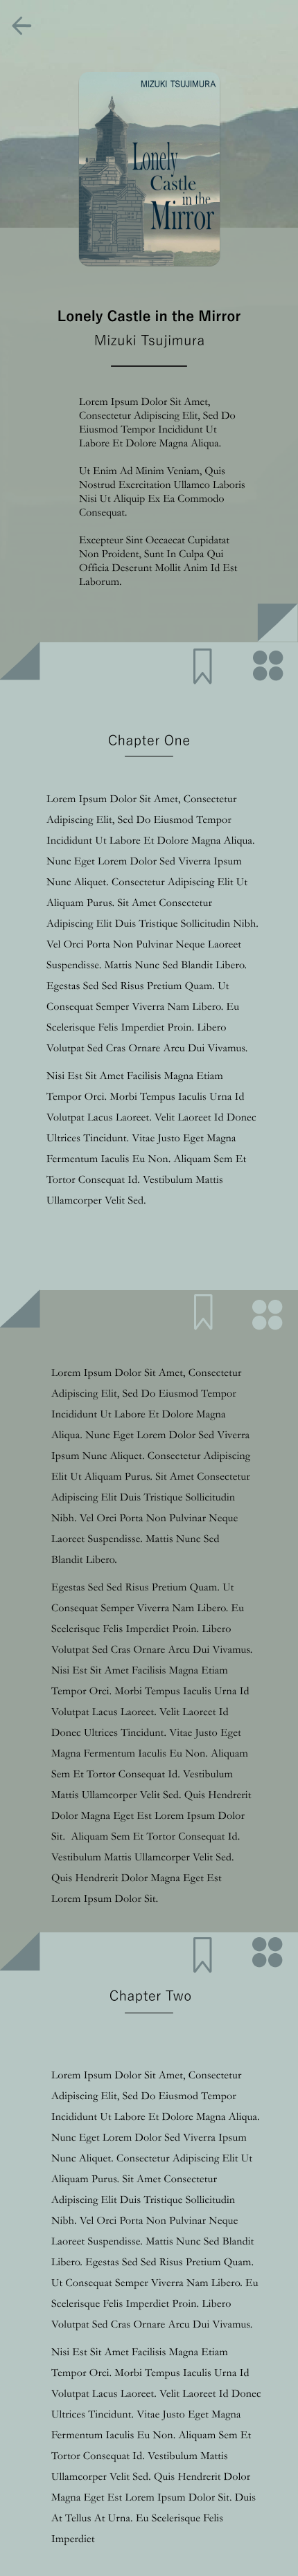 MIZUKI TSUJIMURA
Lonely
Castle
in the
Mirror
Lonely Castle in the Mirror
Mizuki Tsujimura
Lorem Ipsum Dolor Sit Amet,
Consectetur Adipiscing Elit, Sed Do
Eiusmod Tempor Incididunt Ut
Labore Et Dolore Magna Aliqua.
Ut Enim Ad Minim Veniam, Quis
Nostrud Exercitation Ullamco Laboris
Nisi Ut Aliquip Ex Ea Commodo
Consequat.
Excepteur Sint Occaecat Cupidatat
Non Proident, Sunt In Culpa Qui
Officia Deserunt Mollit Anim Id Est
Laborum.
Chapter One
Lorem Ipsum Dolor Sit Amet, Consectetur
Adipiscing Elit, Sed Do Eiusmod Tempor
Incididunt Ut Labore Et Dolore Magna Aliqua.
Nunc Eget Lorem Dolor Sed Viverra Ipsum
Nunc Aliquet. Consectetur Adipiscing Elit Ut
Aliquam Purus. Sit Amet Consectetur
Adipiscing Elit Duis Tristique Sollicitudin Nibh.
Vel Orci Porta Non Pulvinar Neque Laoreet
Suspendisse. Mattis Nunc Sed Blandit Libero.
Egestas Sed Sed Risus Pretium Quam. Ut
Consequat Semper Viverra Nam Libero. Eu
Scelerisque Felis Imperdiet Proin. Libero
Volutpat Sed Cras Ornare Arcu Dui Vivamus.
Nisi Est Sit Amet Facilisis Magna Etiam
Tempor Orci. Morbi Tempus Iaculis Urna Id
Volutpat Lacus Laoreet. Velit Laoreet Id Donec
Ultrices Tincidunt. Vitae Justo Eget Magna
Fermentum Iaculis Eu Non. Aliquam Sem Et
Tortor Consequat Id. Vestibulum Mattis
Ullamcorper Velit Sed.
Lorem Ipsum Dolor Sit Amet, Consectetur
Adipiscing Elit, Sed Do Eiusmod Tempor
Incididunt Ut Labore Et Dolore Magna
Aliqua. Nunc Eget Lorem Dolor Sed Viverra
Ipsum Nunc Aliquet. Consectetur Adipiscing
Elit Ut Aliquam Purus. Sit Amet Consectetur
Adipiscing Elit Duis Tristique Sollicitudin
Nibh. Vel Orci Porta Non Pulvinar Neque
Laoreet Suspendisse. Mattis Nunc Sed
Blandit Libero.
Egestas Sed Sed Risus Pretium Quam. Ut
Consequat Semper Viverra Nam Libero. Eu
Scelerisque Felis Imperdiet Proin. Libero
Volutpat Sed Cras Ornare Arcu Dui Vivamus.
Nisi Est Sit Amet Facilisis Magna Etiam
Tempor Orci. Morbi Tempus Iaculis Urna Id
Volutpat Lacus Laoreet. Velit Laoreet Id
Donec Ultrices Tincidunt. Vitae Justo Eget
Magna Fermentum Iaculis Eu Non. Aliquam
Sem Et Tortor Consequat Id. Vestibulum
Mattis Ullamcorper Velit Sed. Quis Hendrerit
Dolor Magna Eget Est Lorem Ipsum Dolor
Sit. Aliquam Sem Et Tortor Consequat Id.
Vestibulum Mattis Ullamcorper Velit Sed.
Quis Hendrerit Dolor Magna Eget Est
Lorem Ipsum Dolor Sit.
Chapter Two
Lorem Ipsum Dolor Sit Amet, Consectetur
Adipiscing Elit, Sed Do Eiusmod Tempor
Incididunt Ut Labore Et Dolore Magna Aliqua.
Nunc Eget Lorem Dolor Sed Viverra Ipsum
Nunc Aliquet. Consectetur Adipiscing Elit Ut
Aliquam Purus. Sit Amet Consectetur
Adipiscing Elit Duis Tristique Sollicitudin
Nibh. Vel Orci Porta Non Pulvinar Neque
Laoreet Suspendisse. Mattis Nunc Sed Blandit
Libero. Egestas Sed Sed Risus Pretium Quam.
Ut Consequat Semper Viverra Nam Libero. Eu
Scelerisque Felis Imperdiet Proin. Libero
Volutpat Sed Cras Ornare Arcu Dui Vivamus.
Nisi Est Sit Amet Facilisis Magna Etiam
Tempor Orci. Morbi Tempus Iaculis Urna Id
Volutpat Lacus Laoreet. Velit Laoreet Id Donec
Ultrices Tincidunt. Vitae Justo Eget Magna
Fermentum Iaculis Eu Non. Aliquam Sem Et
Tortor Consequat Id. Vestibulum Mattis
Ullamcorper Velit Sed. Quis Hendrerit Dolor
Magna Eget Est Lorem Ipsum Dolor Sit. Duis
At Tellus At Urna. Eu Scelerisque Felis
Imperdiet